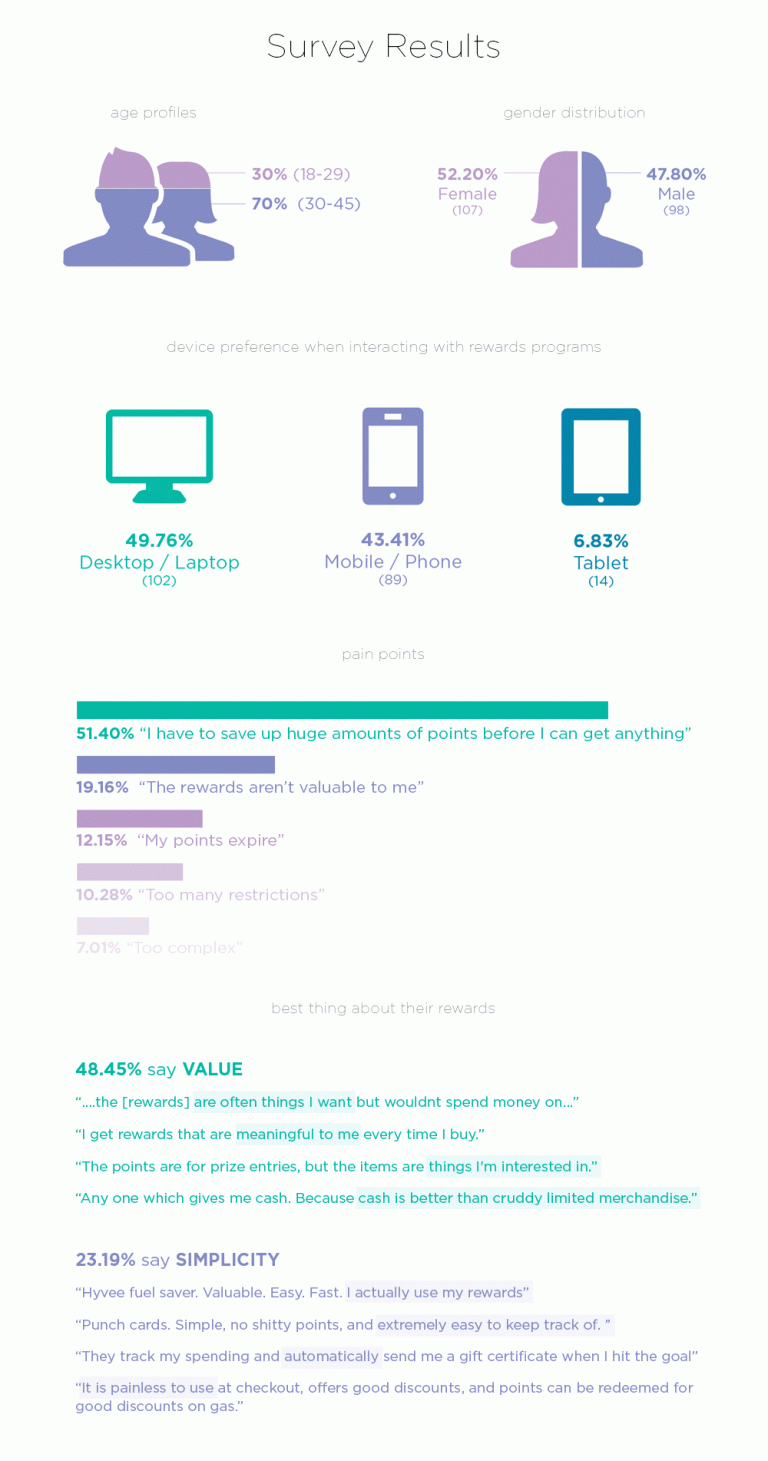 Survey Results
age profiles
30% (18-29)
70% (30-45)
gender distribution
52.20%
Female
(107)
47.80%
Male
(98)
device preference when interacting with rewards programs
49.76%
Desktop / Laptop
(102)
43.41%
Mobile / Phone
(89)
6.83%
Tablet
(14)
pain points
51.40% “I have to save up huge amounts of points before I can get anything”
19.16% “The rewards aren’t valuable to me”
12.15% “My points expire”
10.28% “Too many restrictions”
7.01% “Too complex”
best thing about their rewards
48.45% say VALUE
“....the [rewards] are often things I want but wouldnt spend money on...”
“I get rewards that are meaningful to me every time I buy.”
“The points are for prize entries, but the items are things I'm interested in.”
“Any one which gives me cash. Because cash is better than cruddy limited merchandise.”
23.19% say SIMPLICITY
“Hyvee fuel saver. Valuable. Easy. Fast. I actually use my rewards”
“Punch cards. Simple, no shitty points, and extremely easy to keep track of. ”
“They track my spending and automatically send me a gift certificate when I hit the goal”
“It is painless to use at checkout, offers good discounts, and points can be redeemed for
good discounts on gas.”